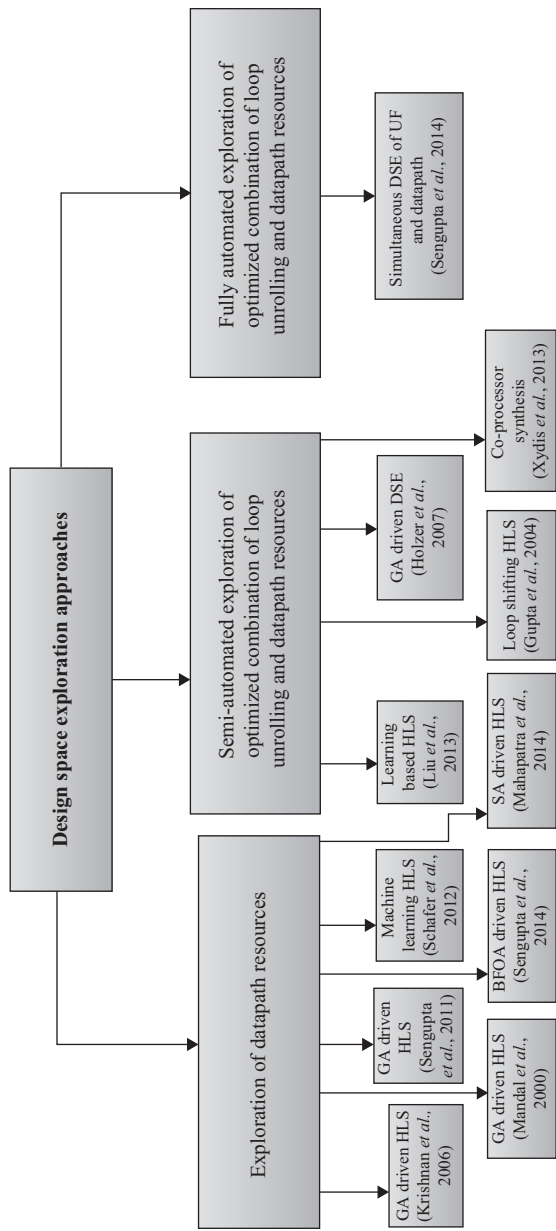 Design space exploration approaches
Exploration of datapath resources
Semi-automated exploration of
optimized combination of loop
unrolling and datapath resources
Fully automated exploration of
optimized combination of loop
unrolling and datapath resources
GA driven HLS
(Krishnan et al.,
2006)
GA driven HLS
(Mandal et al.,
2000)
GA driven
HLS
(Sengupta
et al., 2011)
BFOA driven HLS
(Sengupta et al.,
2014)
Machine
learning HLS
(Schafer et al.,
2012)
SA driven HLS
(Mahapatra et al.,
2014)
Learning
based HLS
(Liu et al.,
2013)
Loop shifting HLS
(Gupta et al., 2004)
GA driven DSE
(Holzer et al.,
2007)
Co-processor
synthesis
(Xydis et al., 2013)
Simultaneous DSE of UF
and datapath
(Sengupta et al., 2014)